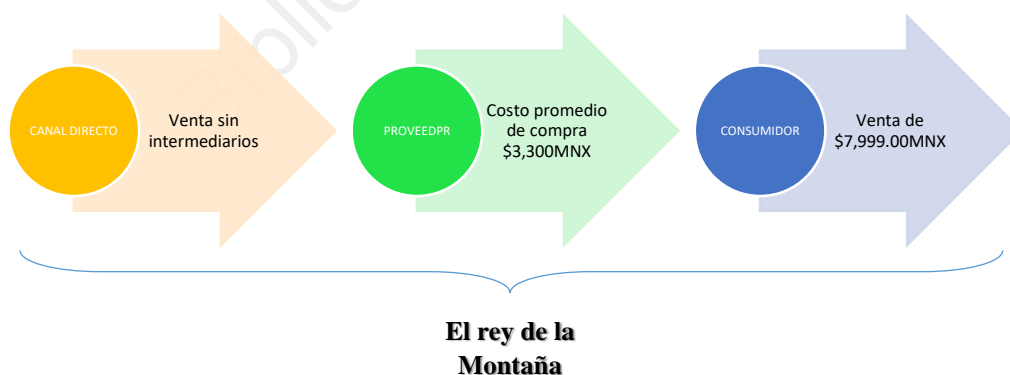 CANAL DIRECTO
Venta sin
intermediarios
PROVEEDPR
Costo promedio
de compra
$3,300MNX
CONSUMIDOR
Venta de
$7,999.00MNX
El rey de la
Montaña